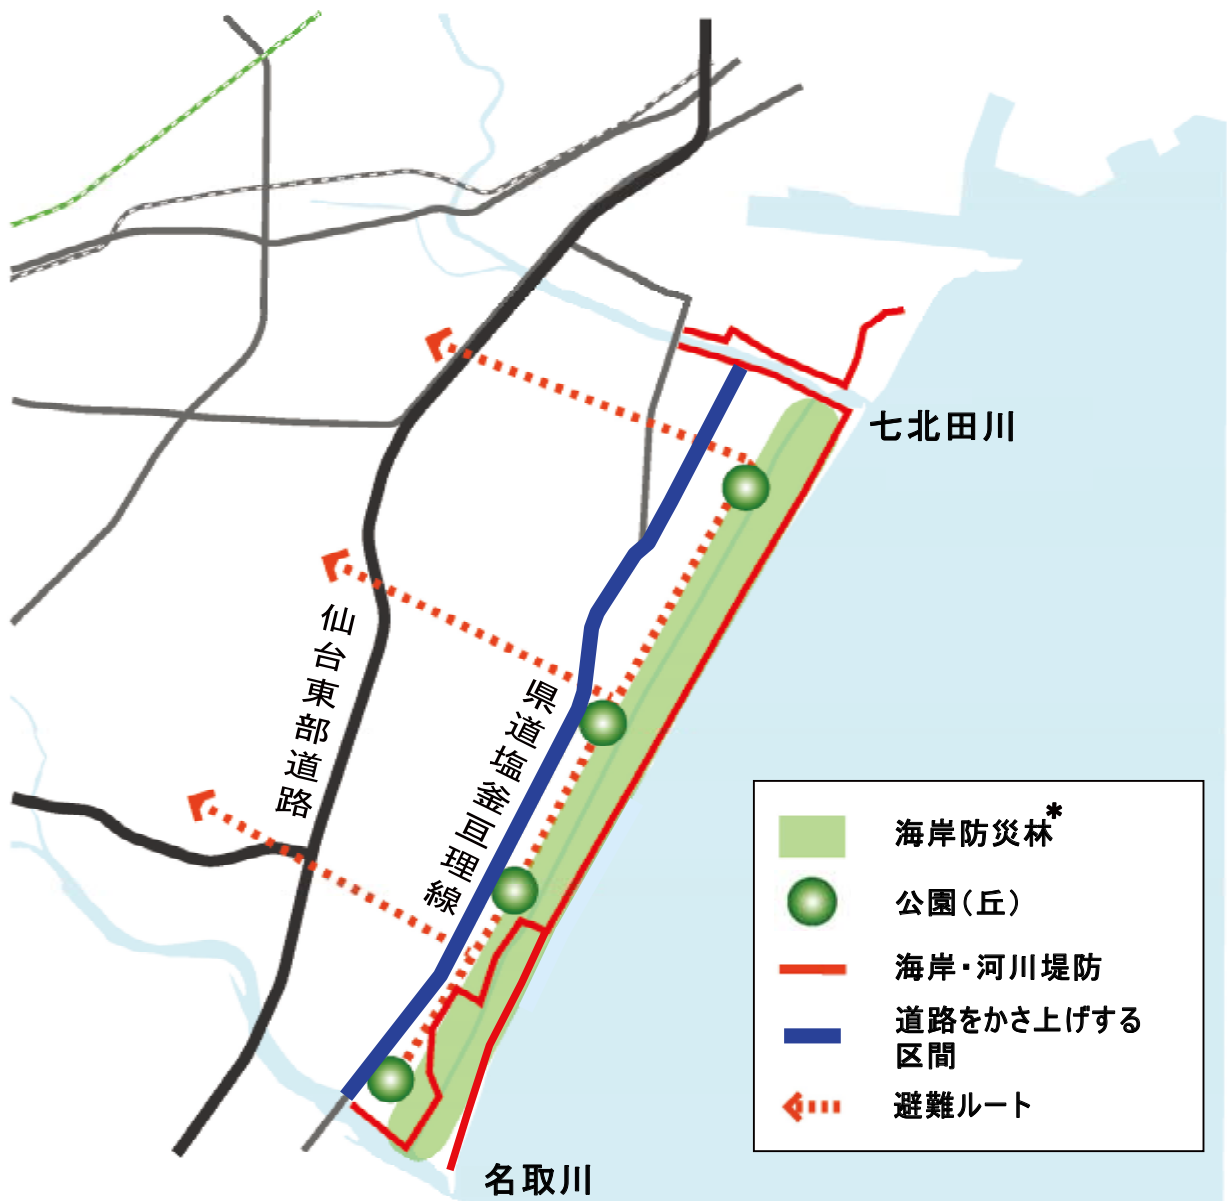 七北田川
仙台東部道路
県道塩釜亘理線
海岸防災林*
公園(丘)
海岸・河川堤防
道路をかさ上げする
区間
避難ルート
名取川